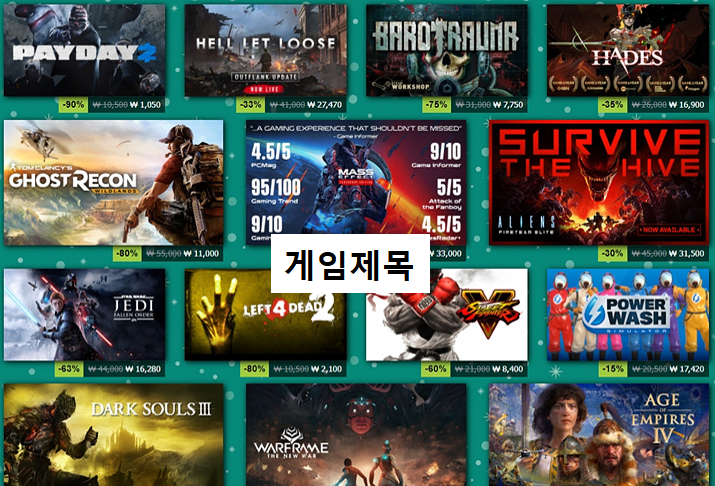 PAYDAY 2
-90% ₩ 10,500 ₩ 1,050
HELL LET LOOSE
OUTFLANK UPDATE
NOW LIVE
-33% ₩ 41,000 ₩ 27,470
BAROTRAUMA
WORKSHOP
-75% ₩ 31,000 ₩ 7,750
HADES
-35% ₩ 26,000 ₩ 16,900
TOM CLANCY'S
GHOST RECON
WILDLANDS
-80% ₩ 55,000 ₩ 11,000
"...A GAMING EXPERIENCE THAT SHOULDN'T BE MISSED"
- Game Informer
4.5/5
PCMag
95/100
Gaming Trend
9/10
MASS
EFFECT
LEGENDARY EDITION
9/10
Game Informer
5/5
Attack of
the Fanboy
4.5/5
₩ 33,000
SURVIVE
THE HIVE
ALIENS
FIRETEAM ELITE
• NOW AVAILABLE •
-30% ₩ 45,000 ₩ 31,500
게임제목
STAR WARS
JEDI
FALLEN ORDER
-63% ₩ 44,000 ₩ 16,280
LEFT 4 DEAD 2
-80% ₩ 10,500 ₩ 2,100
STREET FIGHTER V
-60% ₩ 21,000 ₩ 8,400
POWER
WASH
SIMULATOR
-15% ₩ 20,500 ₩ 17,420
DARK SOULS III
WARFRAME
THE NEW WAR
AGE
OF
EMPIRES
IV